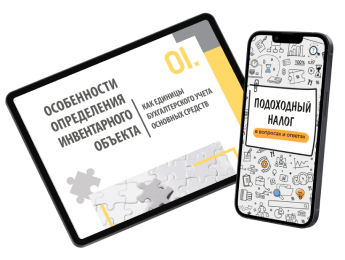 01.
ОСОБЕННОСТИ
ОПРЕДЕЛЕНИЯ
ИНВЕНТАРНОГО
ОБЪЕКТА
КАК ЕДИНИЦЫ
БУХГАЛТЕРСКОГО УЧЕТА
ОСНОВНЫХ СРЕДСТВ
ПОДОХОДНЫЙ
НАЛОГ
в вопросах и ответах